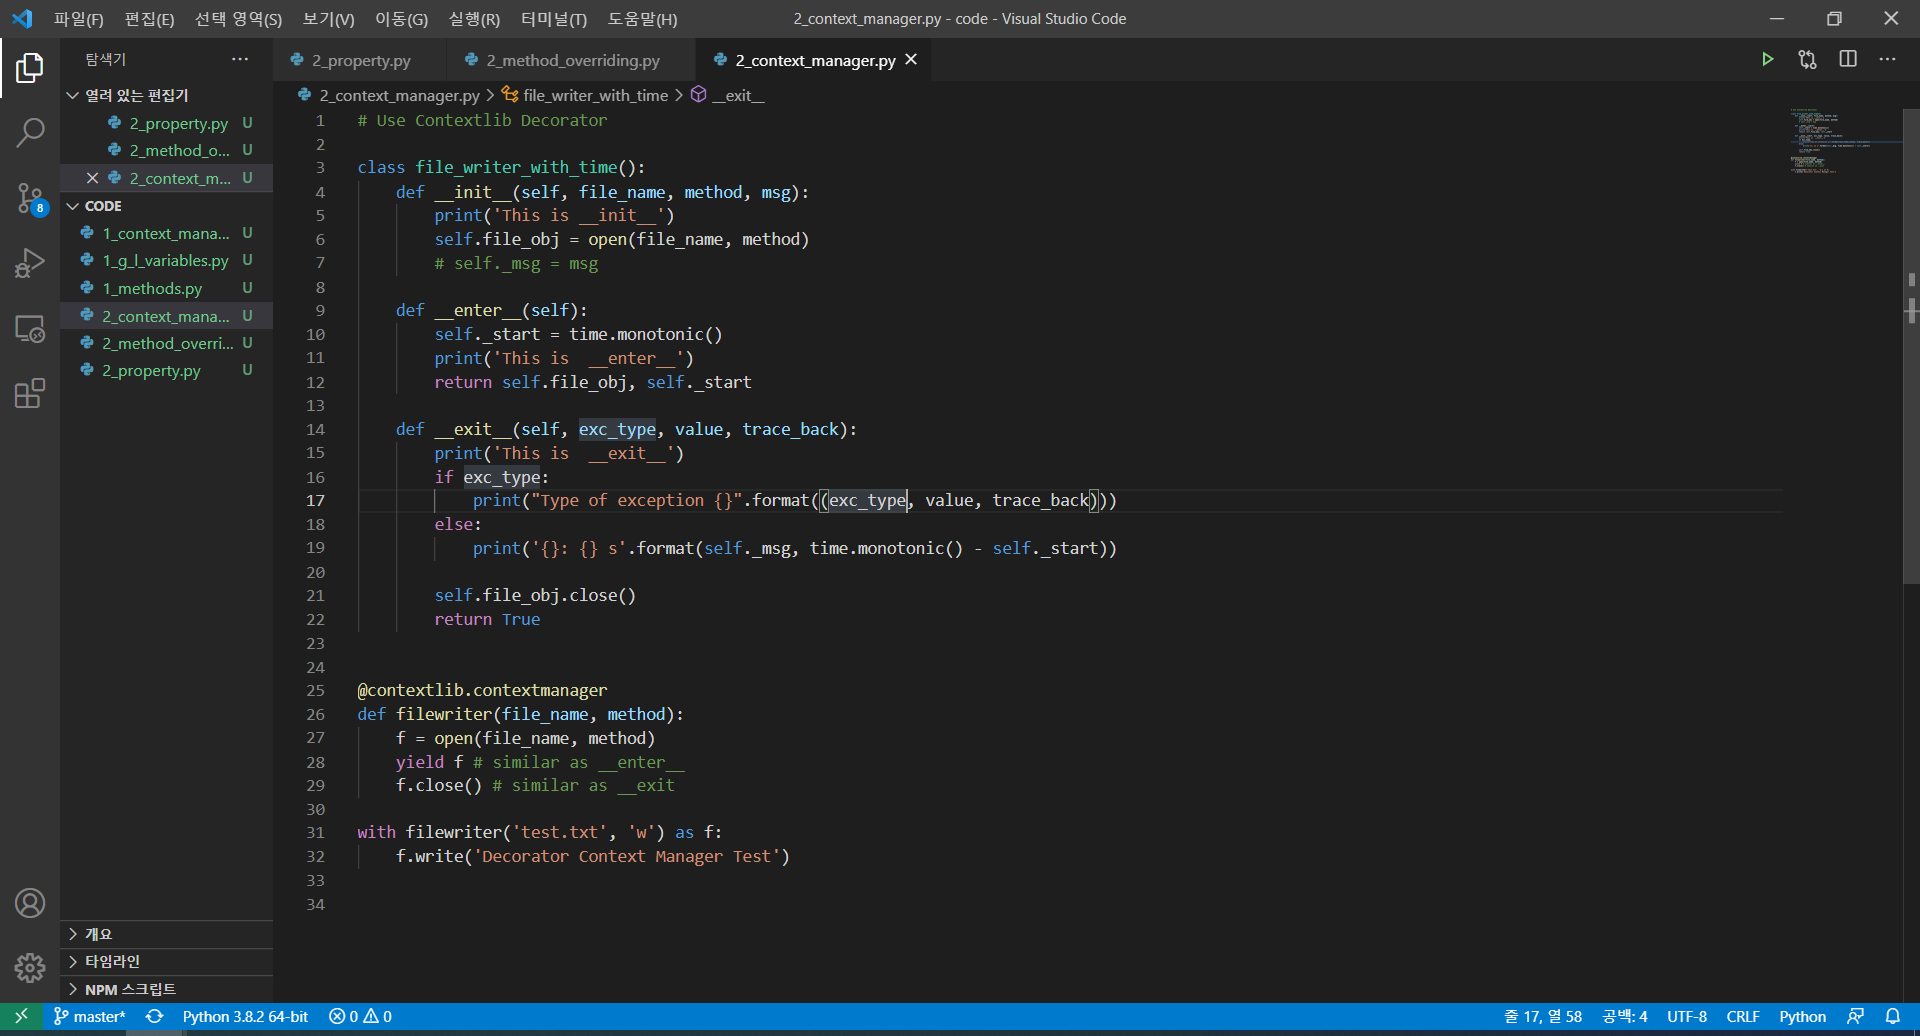 파일(F) 편집(E) 선택 영역(S) 보기(V) 이동(G) 실행(R) 터미널(T) 도움말(H) 2_context_manager.py - code - Visual Studio Code
탐색기
열려 있는 편집기
2_property.py U
2_method_o... U
2_context_m... U
CODE
1_context_mana... U
1_g_l_variables.py U
1_methods.py U
2_context_mana... U
2_method_overri... U
2_property.py U
개요
타임라인
NPM 스크립트
8
2_property.py 2_method_overriding.py 2_context_manager.py
2_context_manager.py > file_writer_with_time > __exit__
1 # Use Contextlib Decorator
2
3 class file_writer_with_time():
4     def __init__(self, file_name, method, msg):
5         print('This is __init__')
6         self.file_obj = open(file_name, method)
7         # self._msg = msg
8
9     def __enter__(self):
10         self._start = time.monotonic()
11         print('This is  __enter__')
12         return self.file_obj, self._start
13
14     def __exit__(self, exc_type, value, trace_back):
15         print('This is  __exit__')
16         if exc_type:
17             print("Type of exception {}".format((exc_type, value, trace_back)))
18         else:
19             print('{}: {} s'.format(self._msg, time.monotonic() - self._start))
20
21         self.file_obj.close()
22         return True
23
24
25 @contextlib.contextmanager
26 def filewriter(file_name, method):
27     f = open(file_name, method)
28     yield f # similar as __enter__
29     f.close() # similar as __exit
30
31 with filewriter('test.txt', 'w') as f:
32     f.write('Decorator Context Manager Test')
33
34
master* Python 3.8.2 64-bit 0 0 줄 17, 열 58 공백: 4 UTF-8 CRLF Python